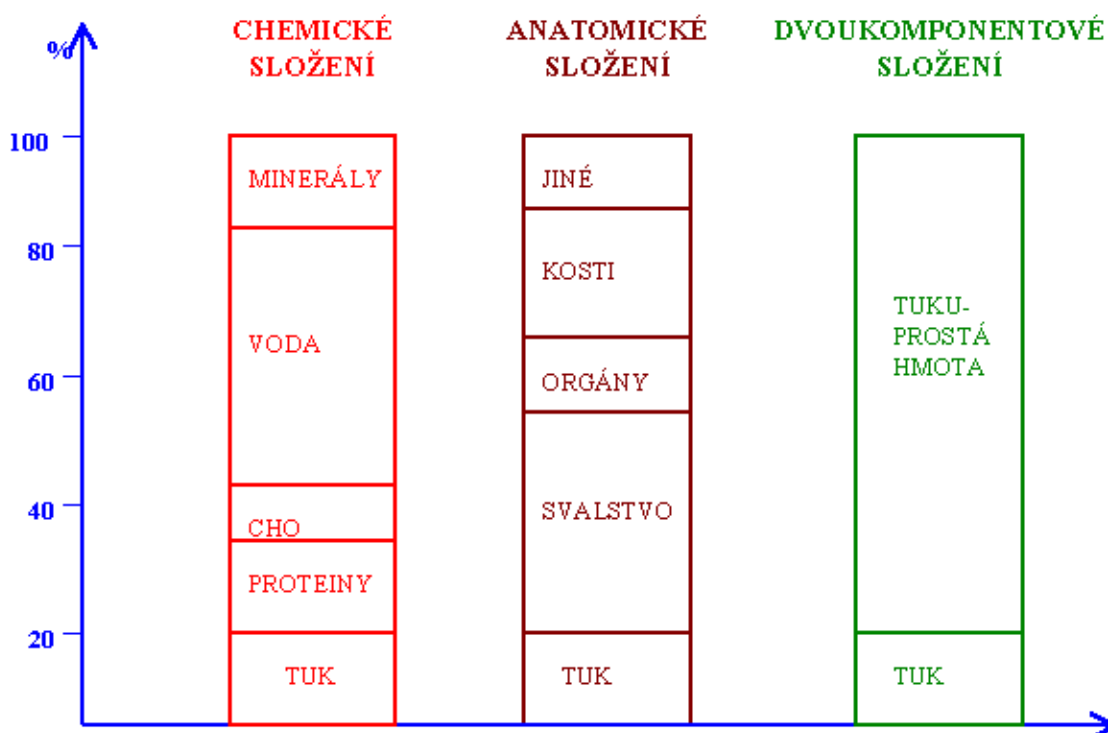 %
100
80
60
40
20
CHEMICKÉ
SLOŽENÍ
MINERÁLY
VODA
CHO
PROTEINY
TUK
ANATOMICKÉ
SLOŽENÍ
JINÉ
KOSTI
ORGÁNY
SVALSTVO
TUK
DVOUKOMPONENTOVÉ
SLOŽENÍ
TUKU-
PROSTÁ
HMOTA
TUK